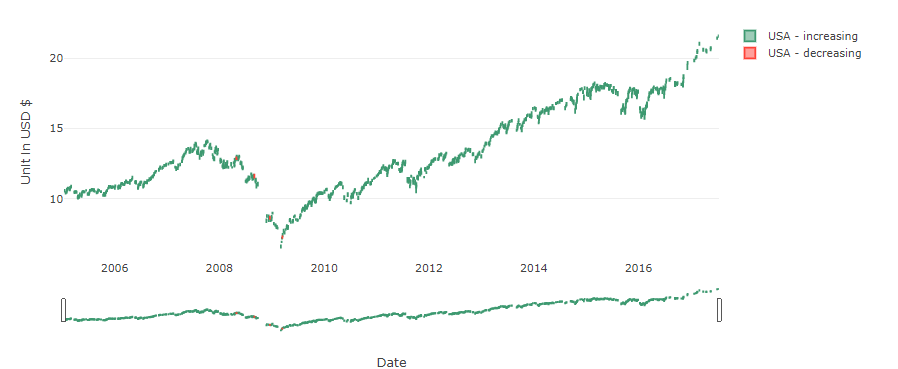 USA - increasing
USA - decreasing
Unit In USD $
20
15
10
2006 2008 2010 2012 2014 2016
Date